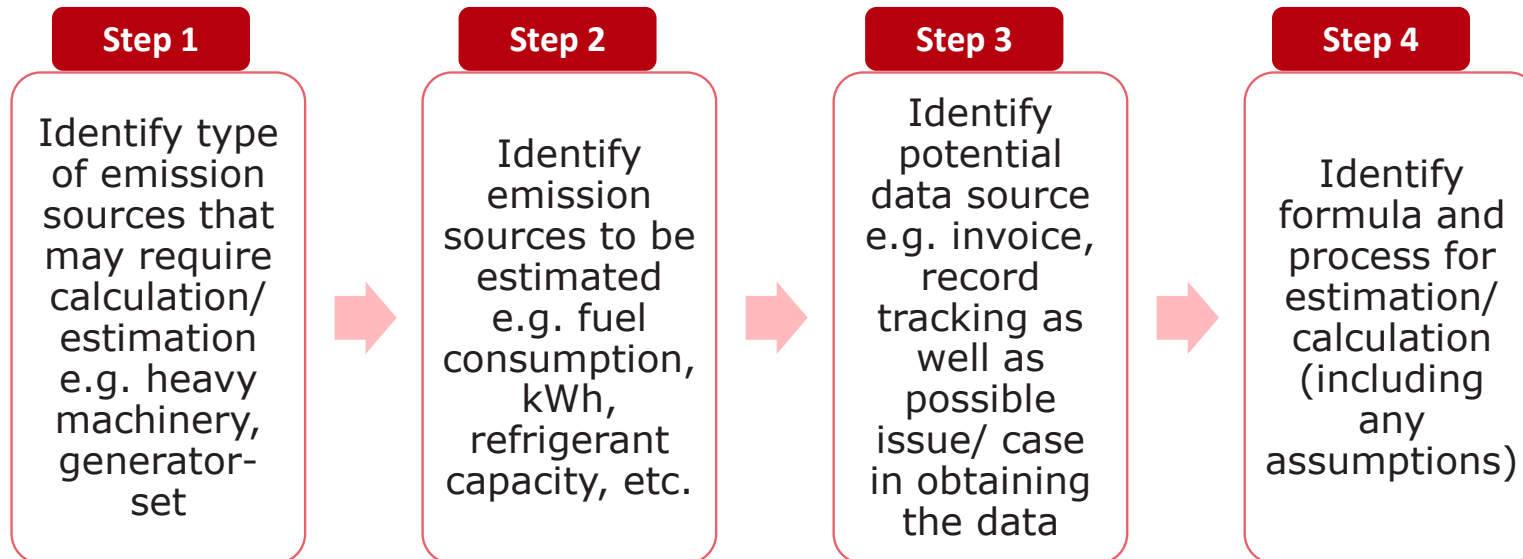 Step 1
Identify type
of emission
sources that
may require
calculation/
estimation
e.g. heavy
machinery,
generator-
set
Step 2
Identify
emission
sources to be
estimated
e.g. fuel
consumption,
kWh,
refrigerant
capacity, etc.
Step 3
Identify
potential
data source
e.g. invoice,
record
tracking as
well as
possible
issue/ case
in obtaining
the data
Step 4
Identify
formula and
process for
estimation/
calculation
(including
any
assumptions)